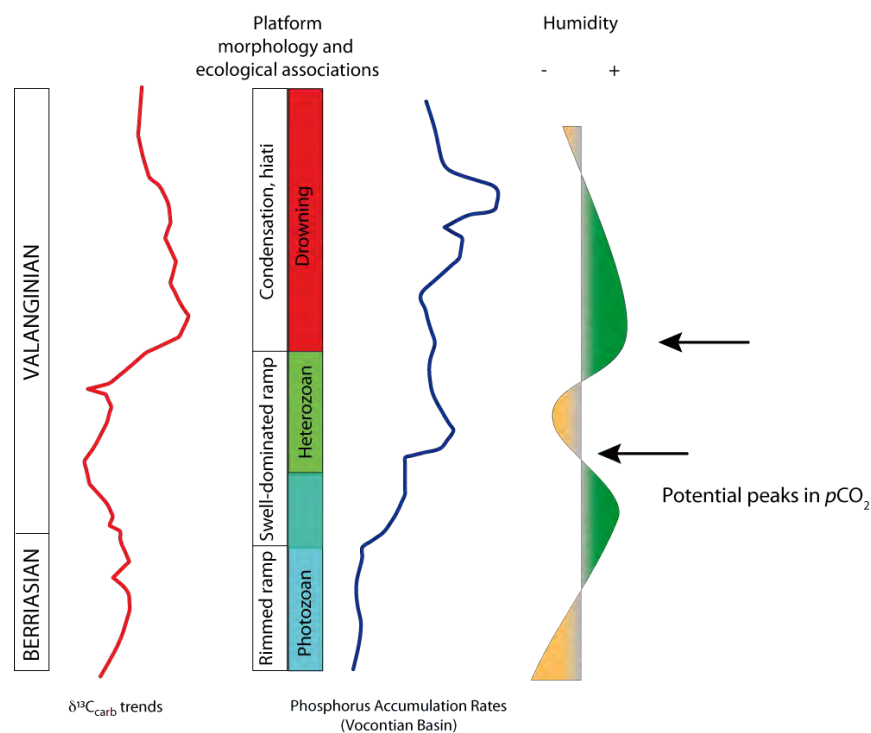 Platform
morphology and
ecological associations
Humidity
-
+
VALANGINIAN
BERRIASIAN
Condensation, hiati
Swell-dominated ramp
Rimmed ramp
Drowning
Heterozoan
Photozoan
Potential peaks in pCO₂
δ¹³Ccarb trends
Phosphorus Accumulation Rates
(Vocontian Basin)